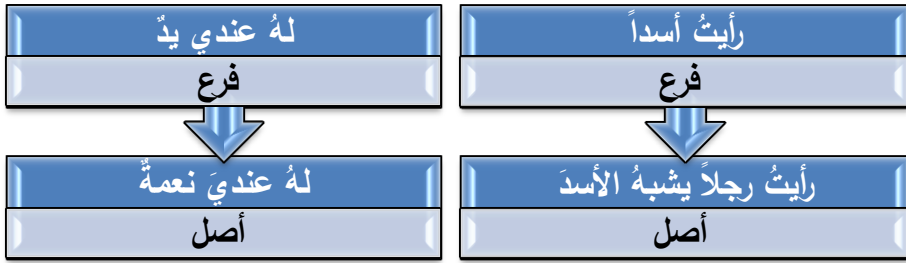 رأيتُ أسداً
فرع
رأيتُ رجلاً يشبهُ الأسدَ
أصل
لهُ عندي يدٌ
فرع
لهُ عنديَ نعمةٌ
أصل